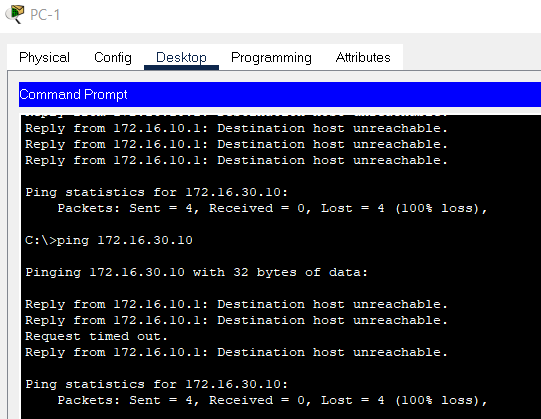 PC-1
Physical Config Desktop Programming Attributes
Command Prompt
Reply from 172.16.10.1: Destination host unreachable.
Reply from 172.16.10.1: Destination host unreachable.
Reply from 172.16.10.1: Destination host unreachable.
Ping statistics for 172.16.30.10:
Packets: Sent = 4, Received = 0, Lost = 4 (100% loss),
C:\>ping 172.16.30.10
Pinging 172.16.30.10 with 32 bytes of data:
Reply from 172.16.10.1: Destination host unreachable.
Reply from 172.16.10.1: Destination host unreachable.
Request timed out.
Reply from 172.16.10.1: Destination host unreachable.
Ping statistics for 172.16.30.10:
Packets: Sent = 4, Received = 0, Lost = 4 (100% loss),